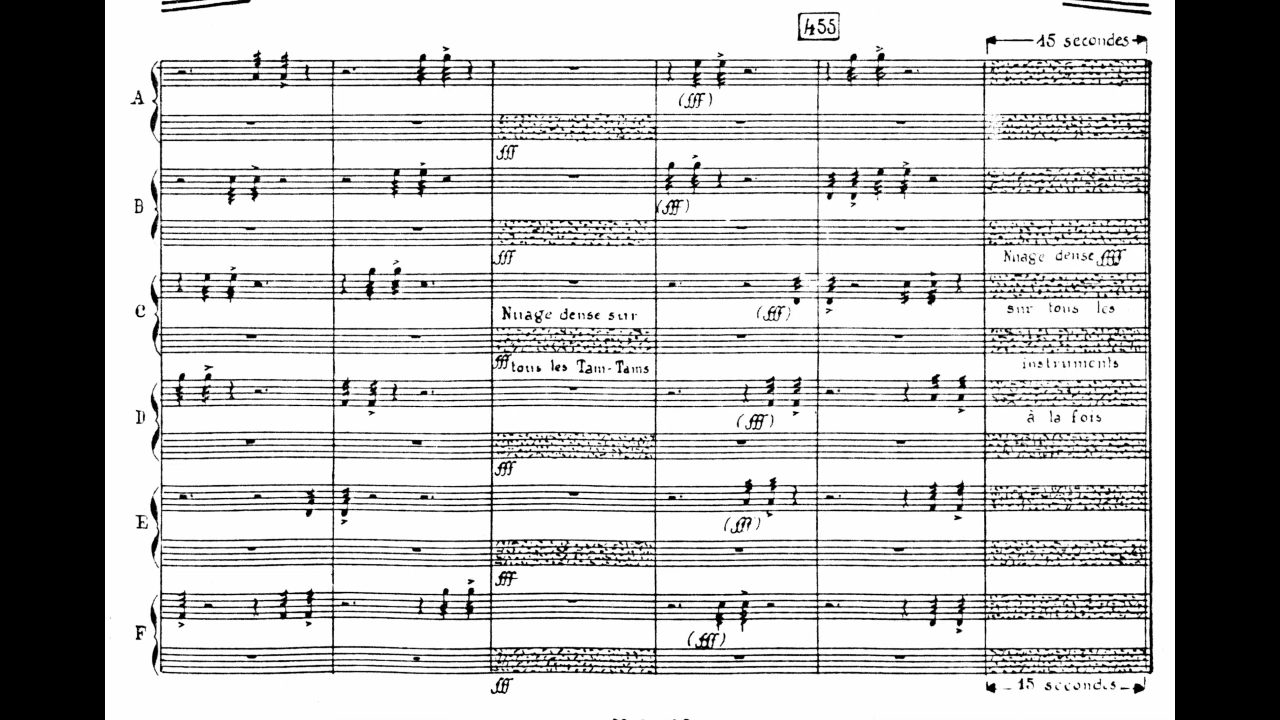 455
15 secondes
A
(fff)
fff
B
(fff)
fff
Nuage dense ffff
C
(fff)
sur tous les
Nuage dense sur
fff
tous les Tam-Tams
instruments
D
(fff)
à la fois
fff
E
(fff)
fff
F
(fff)
fff
15 secondes